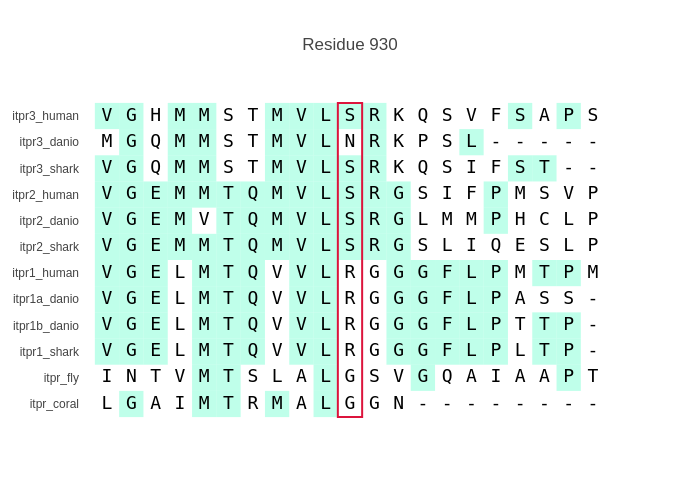 Residue 930
itpr3_human V G H M M S T M V L S R K Q S V F S A P S
itpr3_danio M G Q M M S T M V L N R K P S L - - - - -
itpr3_shark V G Q M M S T M V L S R K Q S I F S T - -
itpr2_human V G E M M T Q M V L S R G S I F P M S V P
itpr2_danio V G E M V T Q M V L S R G L M M P H C L P
itpr2_shark V G E M M T Q M V L S R G S L I Q E S L P
itpr1_human V G E L M T Q V V L R G G G F L P M T P M
itpr1a_danio V G E L M T Q V V L R G G G F L P A S S -
itpr1b_danio V G E L M T Q V V L R G G G F L P T T P -
itpr1_shark V G E L M T Q V V L R G G G F L P L T P -
itpr_fly I N T V M T S L A L G S V G Q A I A A P T
itpr_coral L G A I M T R M A L G G N - - - - - - - -